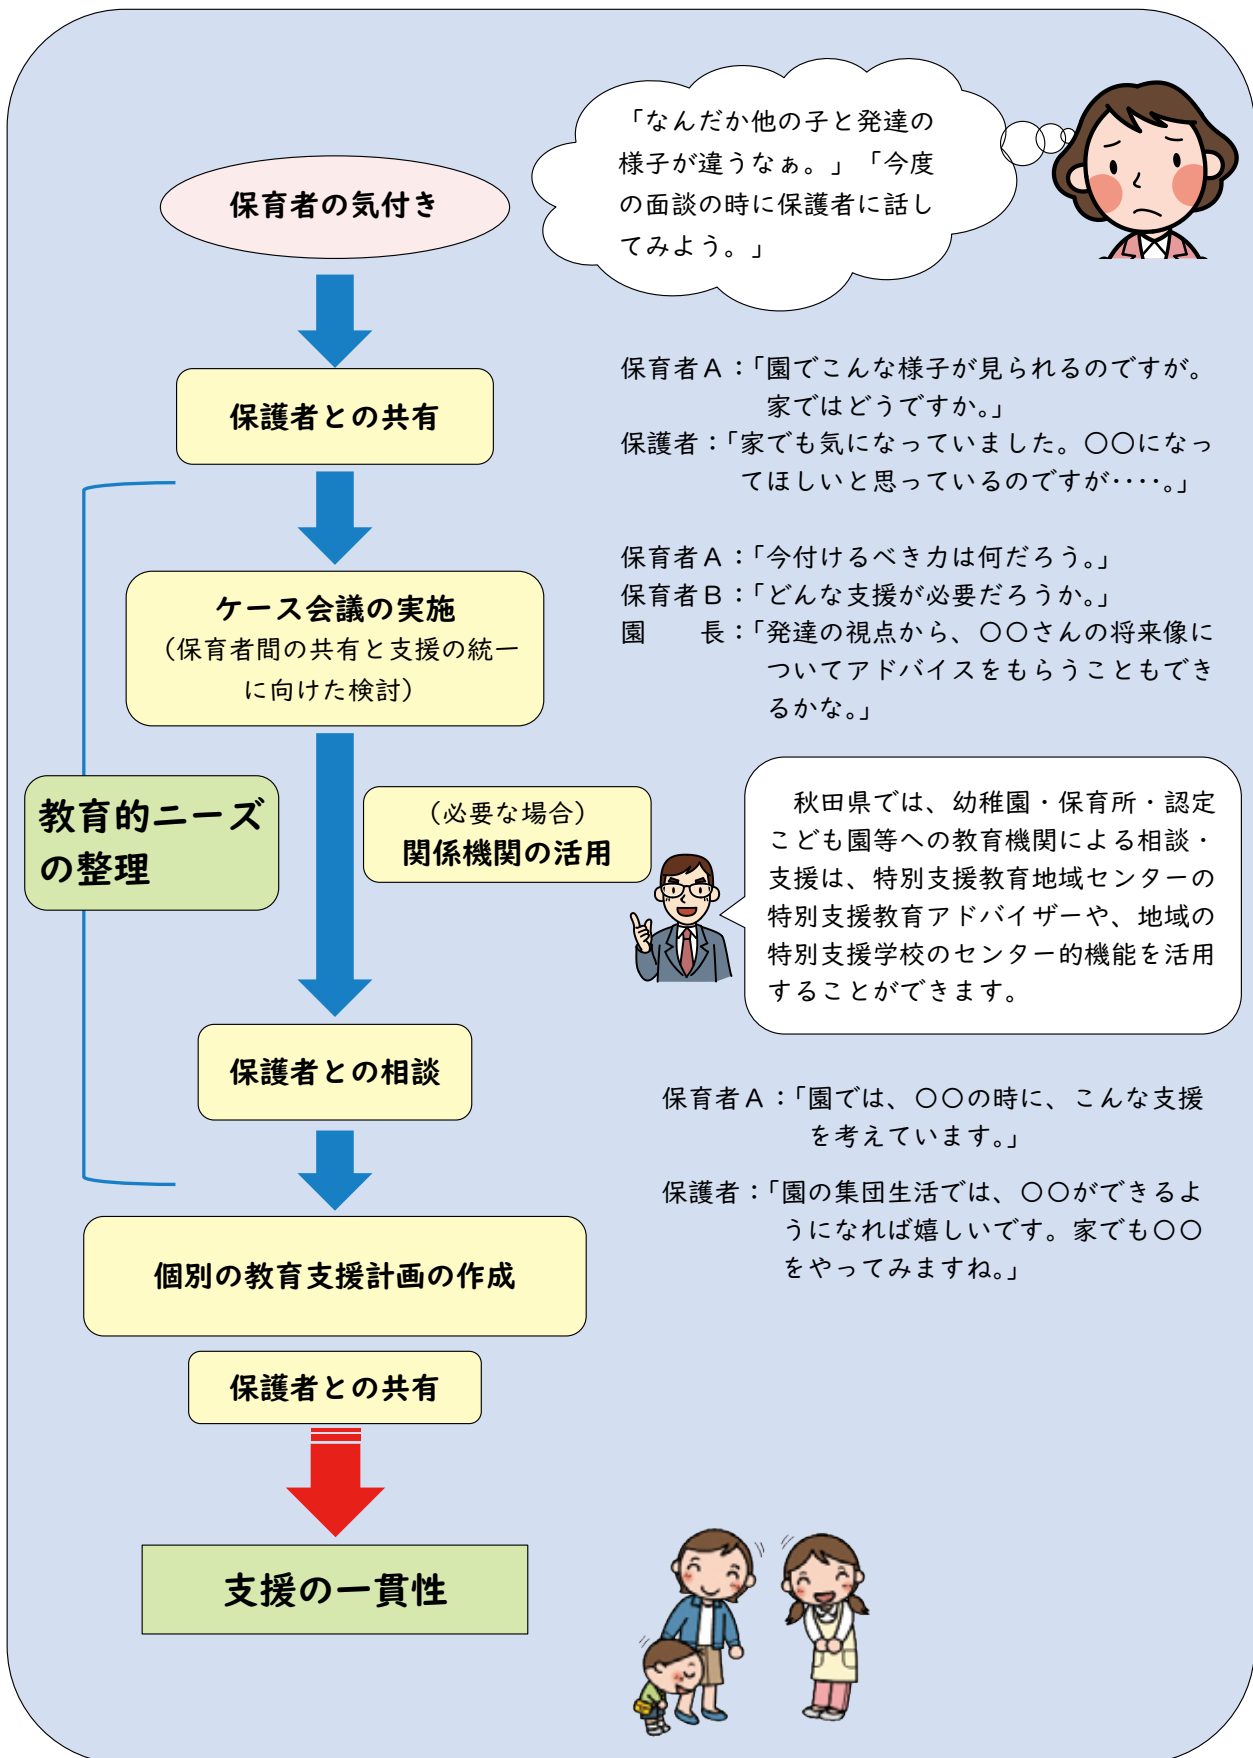 「なんだか他の子と発達の
様子が違うなぁ。」「今度
の面談の時に保護者に話し
てみよう。」
保育者の気付き
保護者との共有
保育者A：「園でこんな様子が見られるのですが。
家ではどうですか。」
保護者：「家でも気になっていました。〇〇になっ
てほしいと思っているのですが‥‥。」
ケース会議の実施
（保育者間の共有と支援の統一
に向けた検討）
保育者A：「今付けるべき力は何だろう。」
保育者B：「どんな支援が必要だろうか。」
園　　長：「発達の視点から、〇〇さんの将来像に
ついてアドバイスをもらうこともでき
るかな。」
教育的ニーズ
の整理
（必要な場合）
関係機関の活用
秋田県では、幼稚園・保育所・認定
こども園等への教育機関による相談・
支援は、特別支援教育地域センターの
特別支援教育アドバイザーや、地域の
特別支援学校のセンター的機能を活用
することができます。
保護者との相談
保育者A：「園では、〇〇の時に、こんな支援
を考えています。」
保護者：「園の集団生活では、〇〇ができるよ
うになれば嬉しいです。家でも〇〇
をやってみますね。」
個別の教育支援計画の作成
保護者との共有
支援の一貫性